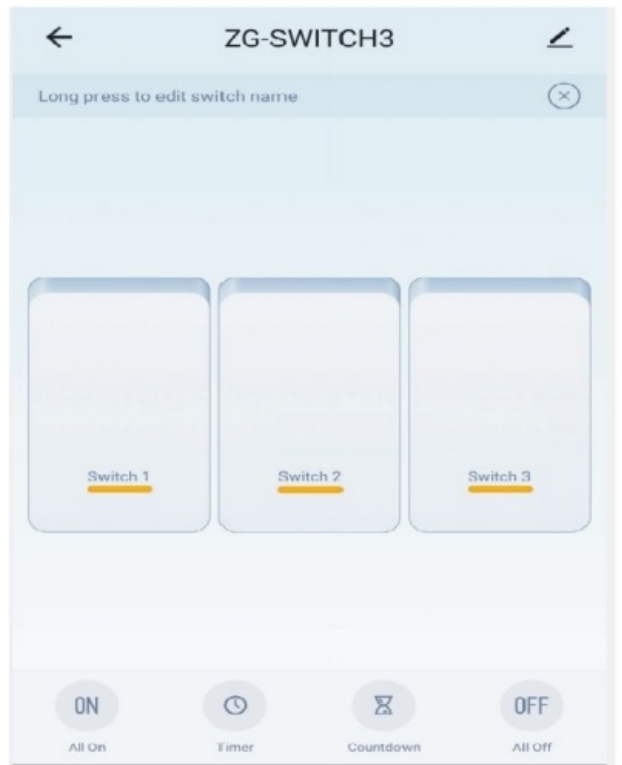 ZG-SWITCH3
Long press to edit switch name
Switch 1 Switch 2 Switch 3
ON OFF
All On Timer Countdown All Off